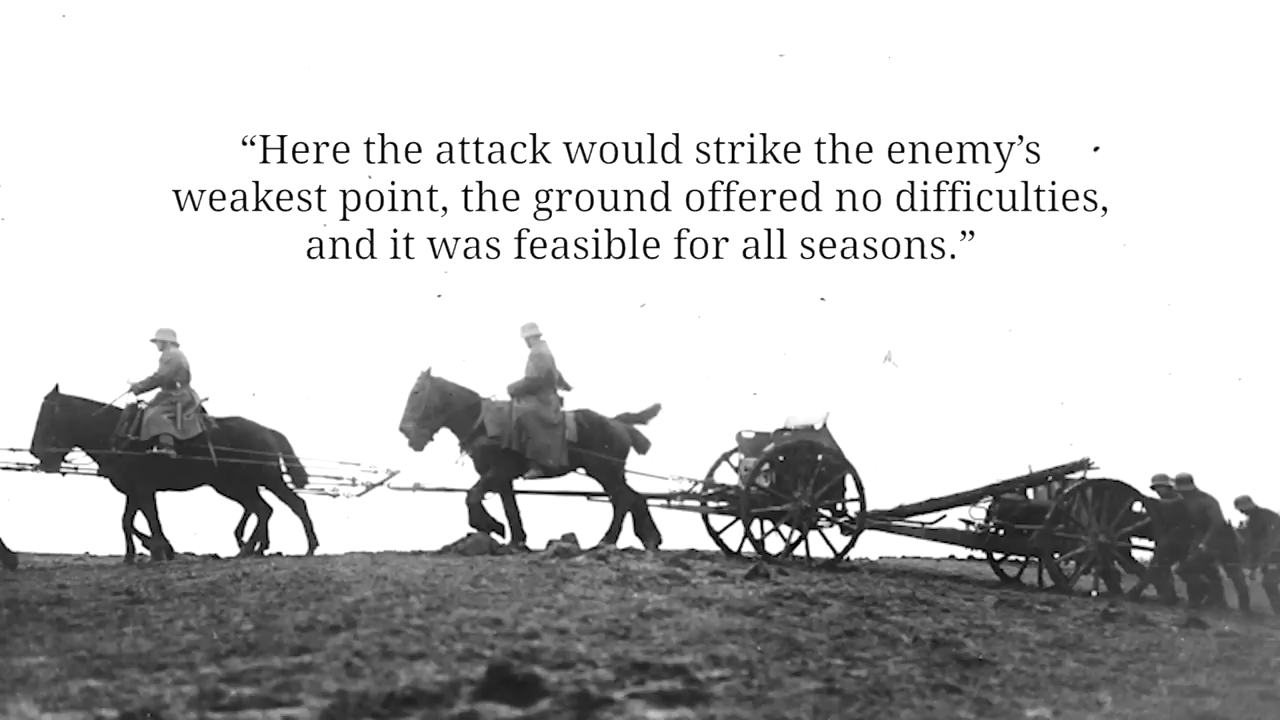 “Here the attack would strike the enemy’s
weakest point, the ground offered no difficulties,
and it was feasible for all seasons.”